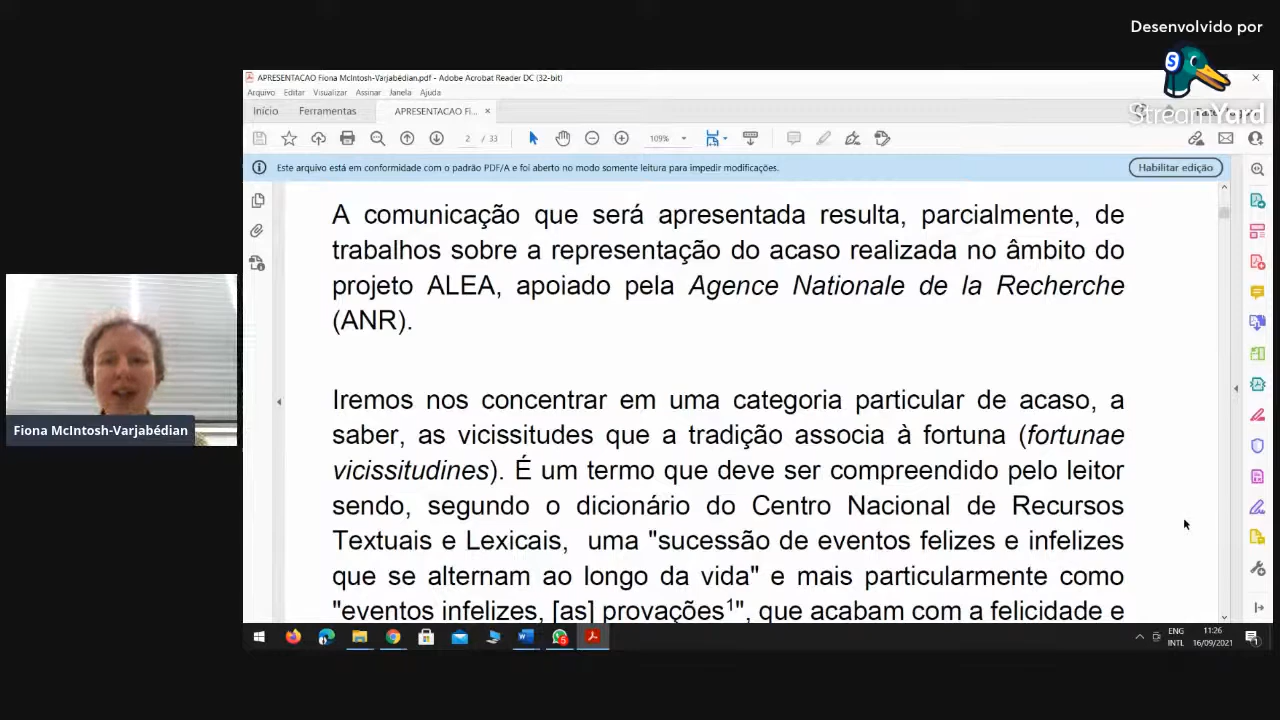 Desenvolvido por
StreamYard
APRESENTACAO Fiona McIntosh-Varjabédian.pdf - Adobe Acrobat Reader DC (32-bit)
Arquivo Editar Visualizar Assinar Janela Ajuda
Início Ferramentas APRESENTACAO Fi... ×
2 / 33 109%
Este arquivo está em conformidade com o padrão PDF/A e foi aberto no modo somente leitura para impedir modificações. Habilitar edição
A comunicação que será apresentada resulta, parcialmente, de
trabalhos sobre a representação do acaso realizada no âmbito do
projeto ALEA, apoiado pela Agence Nationale de la Recherche
(ANR).
Iremos nos concentrar em uma categoria particular de acaso, a
saber, as vicissitudes que a tradição associa à fortuna (fortunae
vicissitudines). É um termo que deve ser compreendido pelo leitor
sendo, segundo o dicionário do Centro Nacional de Recursos
Textuais e Lexicais, uma "sucessão de eventos felizes e infelizes
que se alternam ao longo da vida" e mais particularmente como
"eventos infelizes, [as] provações¹", que acabam com a felicidade e
Fiona McIntosh-Varjabédian
ENG 11:26
INTL 16/09/2021